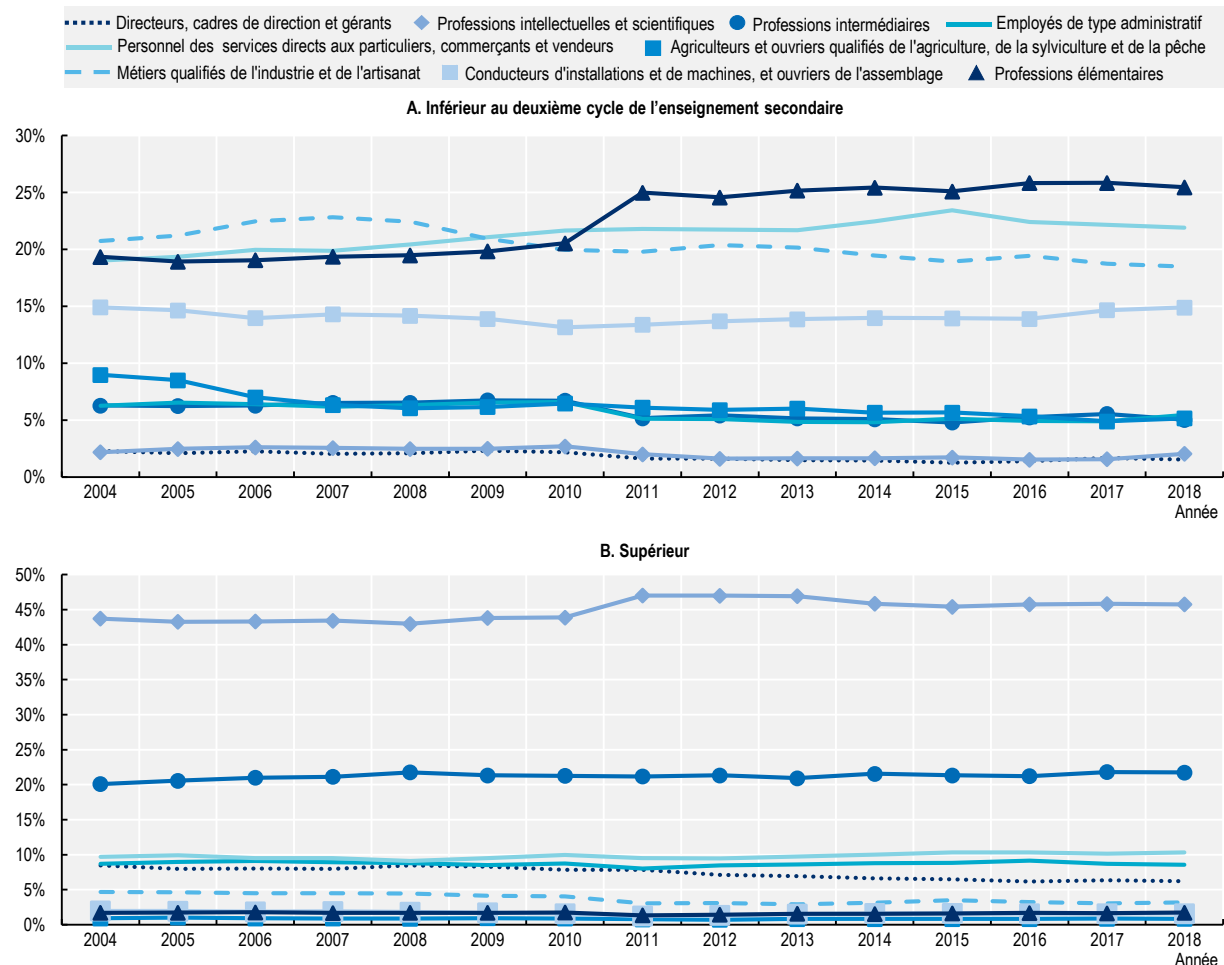 Directeurs, cadres de direction et gérants Professions intellectuelles et scientifiques Professions intermédiaires Employés de type administratif
Personnel des services directs aux particuliers, commerçants et vendeurs Agriculteurs et ouvriers qualifiés de l'agriculture, de la sylviculture et de la pêche
Métiers qualifiés de l'industrie et de l'artisanat Conducteurs d'installations et de machines, et ouvriers de l'assemblage Professions élémentaires
A. Inférieur au deuxième cycle de l’enseignement secondaire
30%
25%
20%
15%
10%
5%
0%
2004 2005 2006 2007 2008 2009 2010 2011 2012 2013 2014 2015 2016 2017 2018
Année
B. Supérieur
50%
45%
40%
35%
30%
25%
20%
15%
10%
5%
0%
2004 2005 2006 2007 2008 2009 2010 2011 2012 2013 2014 2015 2016 2017 2018
Année